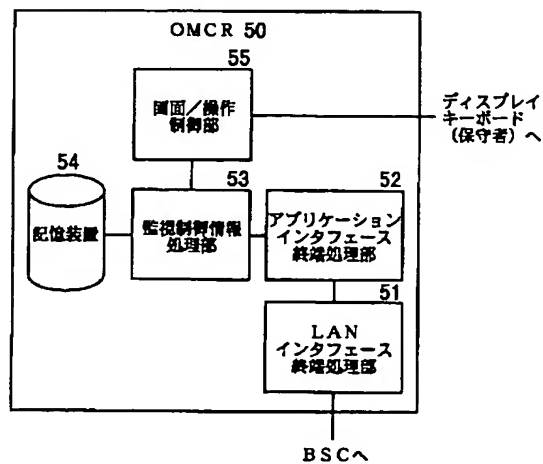 OMCR 50
55
画面／操作
制御部
ディスプレイ
キーボード
（保守者）へ
54
記憶装置
53
監視制御情報
処理部
52
アプリケーション
インタフェース
終端処理部
51
LAN
インタフェース
終端処理部
BSCへ